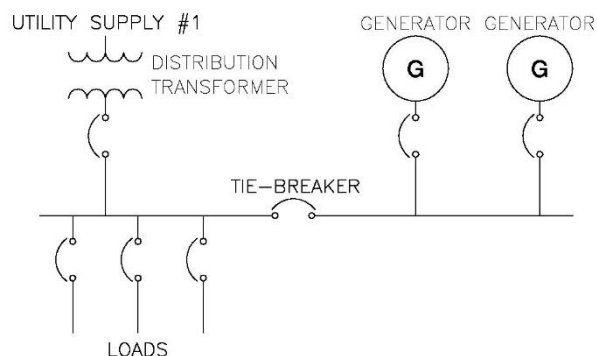 UTILITY SUPPLY #1
GENERATOR
GENERATOR
DISTRIBUTION
TRANSFORMER
G
G
TIE-BREAKER
LOADS